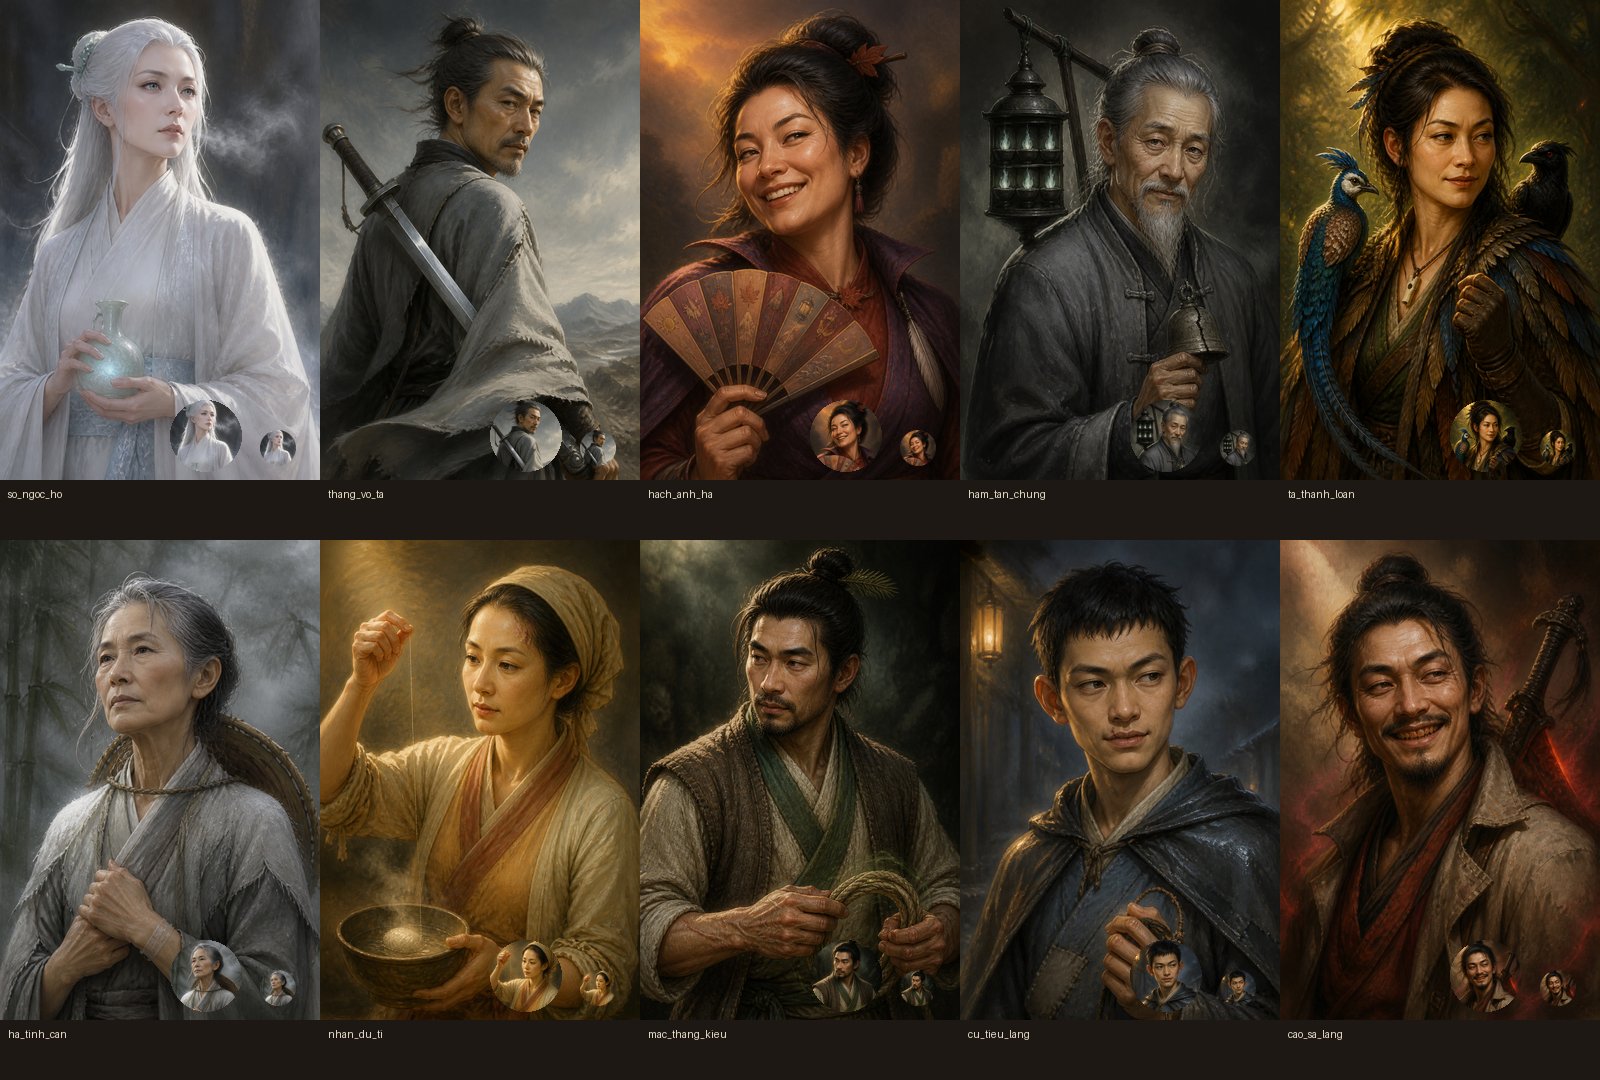 so_ngoc_ho
thang_vo_ta
hach_anh_ha
ham_tan_chung
ta_thanh_loan
ha_tinh_can
nhan_du_ti
mac_thang_kieu
cu_tieu_lang
cao_sa_lang